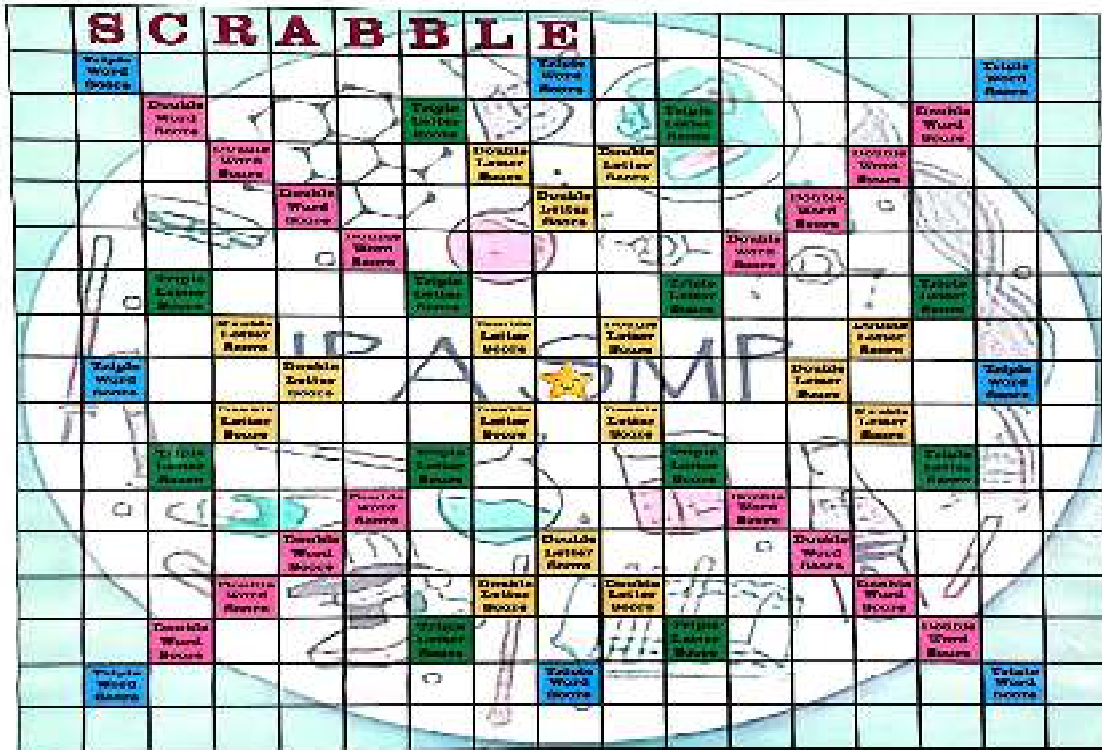 SCRABBLE
Triple Triple Triple
Word Word Word
Score Score Score
Double Triple Triple Double
Word Letter Letter Word
Score Score Score Score
Double Double Double Double
Word Letter Letter Word
Score Score Score Score
Double Double Double
Word Letter Word
Score Score Score
Double Double
Word Word
Score Score
Triple Triple Triple Triple
Letter Letter Letter Letter
Score Score Score Score
Double Double Double Double
Letter Letter Letter Letter
Score Score Score Score
IPA SMP
Triple Double Double Triple
Word Letter Letter Word
Score Score Score Score
Double Double Double Double
Letter Letter Letter Letter
Score Score Score Score
Triple Triple Triple Triple
Letter Letter Letter Letter
Score Score Score Score
Double Double
Word Word
Score Score
Double Double Double
Word Letter Word
Score Score Score
Double Double Double Double
Word Letter Letter Word
Score Score Score Score
Double Triple Triple Double
Word Letter Letter Word
Score Score Score Score
Triple Triple Triple
Word Word Word
Score Score Score